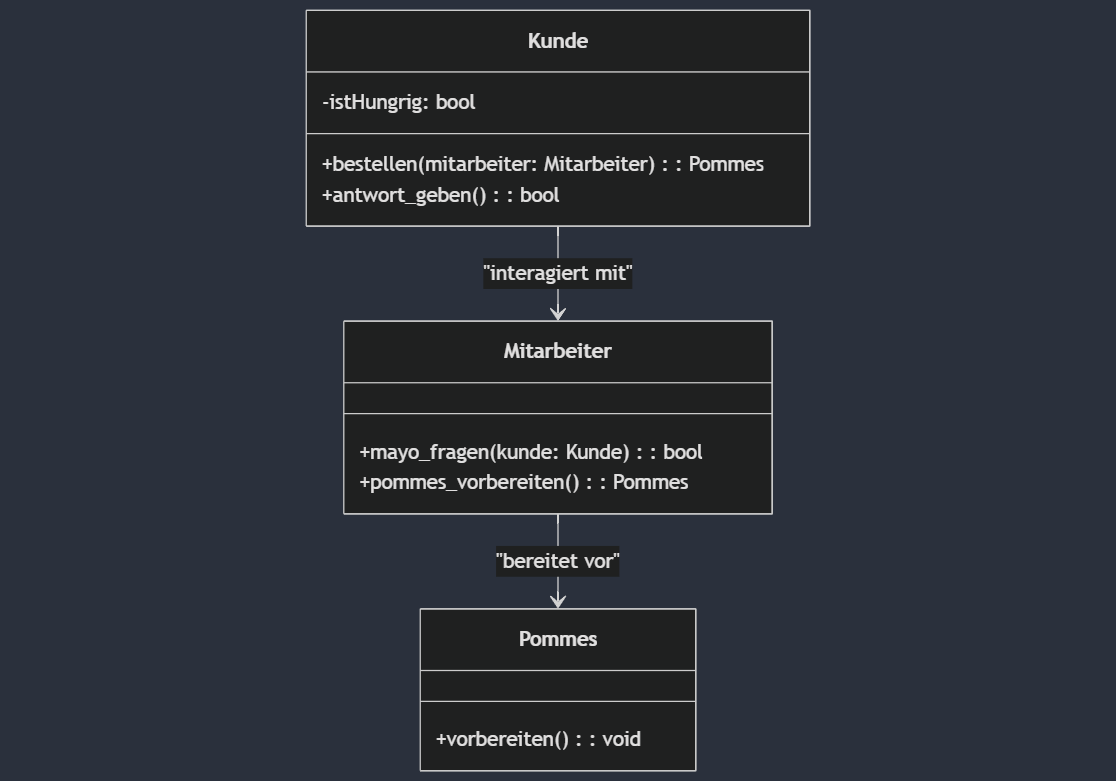 Kunde
-istHungrig: bool
+bestellen(mitarbeiter: Mitarbeiter) : : Pommes
+antwort_geben() : : bool
"interagiert mit"
Mitarbeiter
+mayo_fragen(kunde: Kunde) : : bool
+pommes_vorbereiten() : : Pommes
"bereitet vor"
Pommes
+vorbereiten() : : void